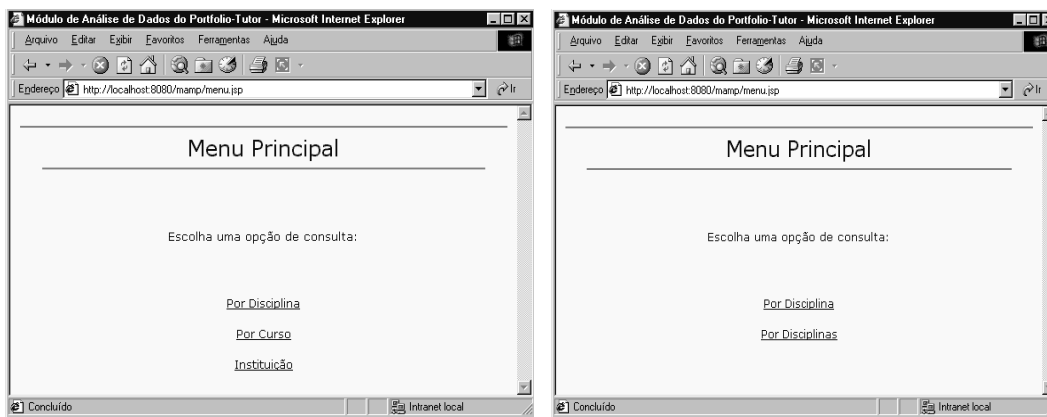 Módulo de Análise de Dados do Portfolio-Tutor - Microsoft Internet Explorer
Arquivo Editar Exibir Favoritos Ferramentas Ajuda
Endereço http://localhost:8080/mamp/menu.jsp Ir
Menu Principal
Escolha uma opção de consulta:
Por Disciplina
Por Curso
Instituição
Concluído Intranet local
Módulo de Análise de Dados do Portfolio-Tutor - Microsoft Internet Explorer
Arquivo Editar Exibir Favoritos Ferramentas Ajuda
Endereço http://localhost:8080/mamp/menu.jsp Ir
Menu Principal
Escolha uma opção de consulta:
Por Disciplina
Por Disciplinas
Concluído Intranet local